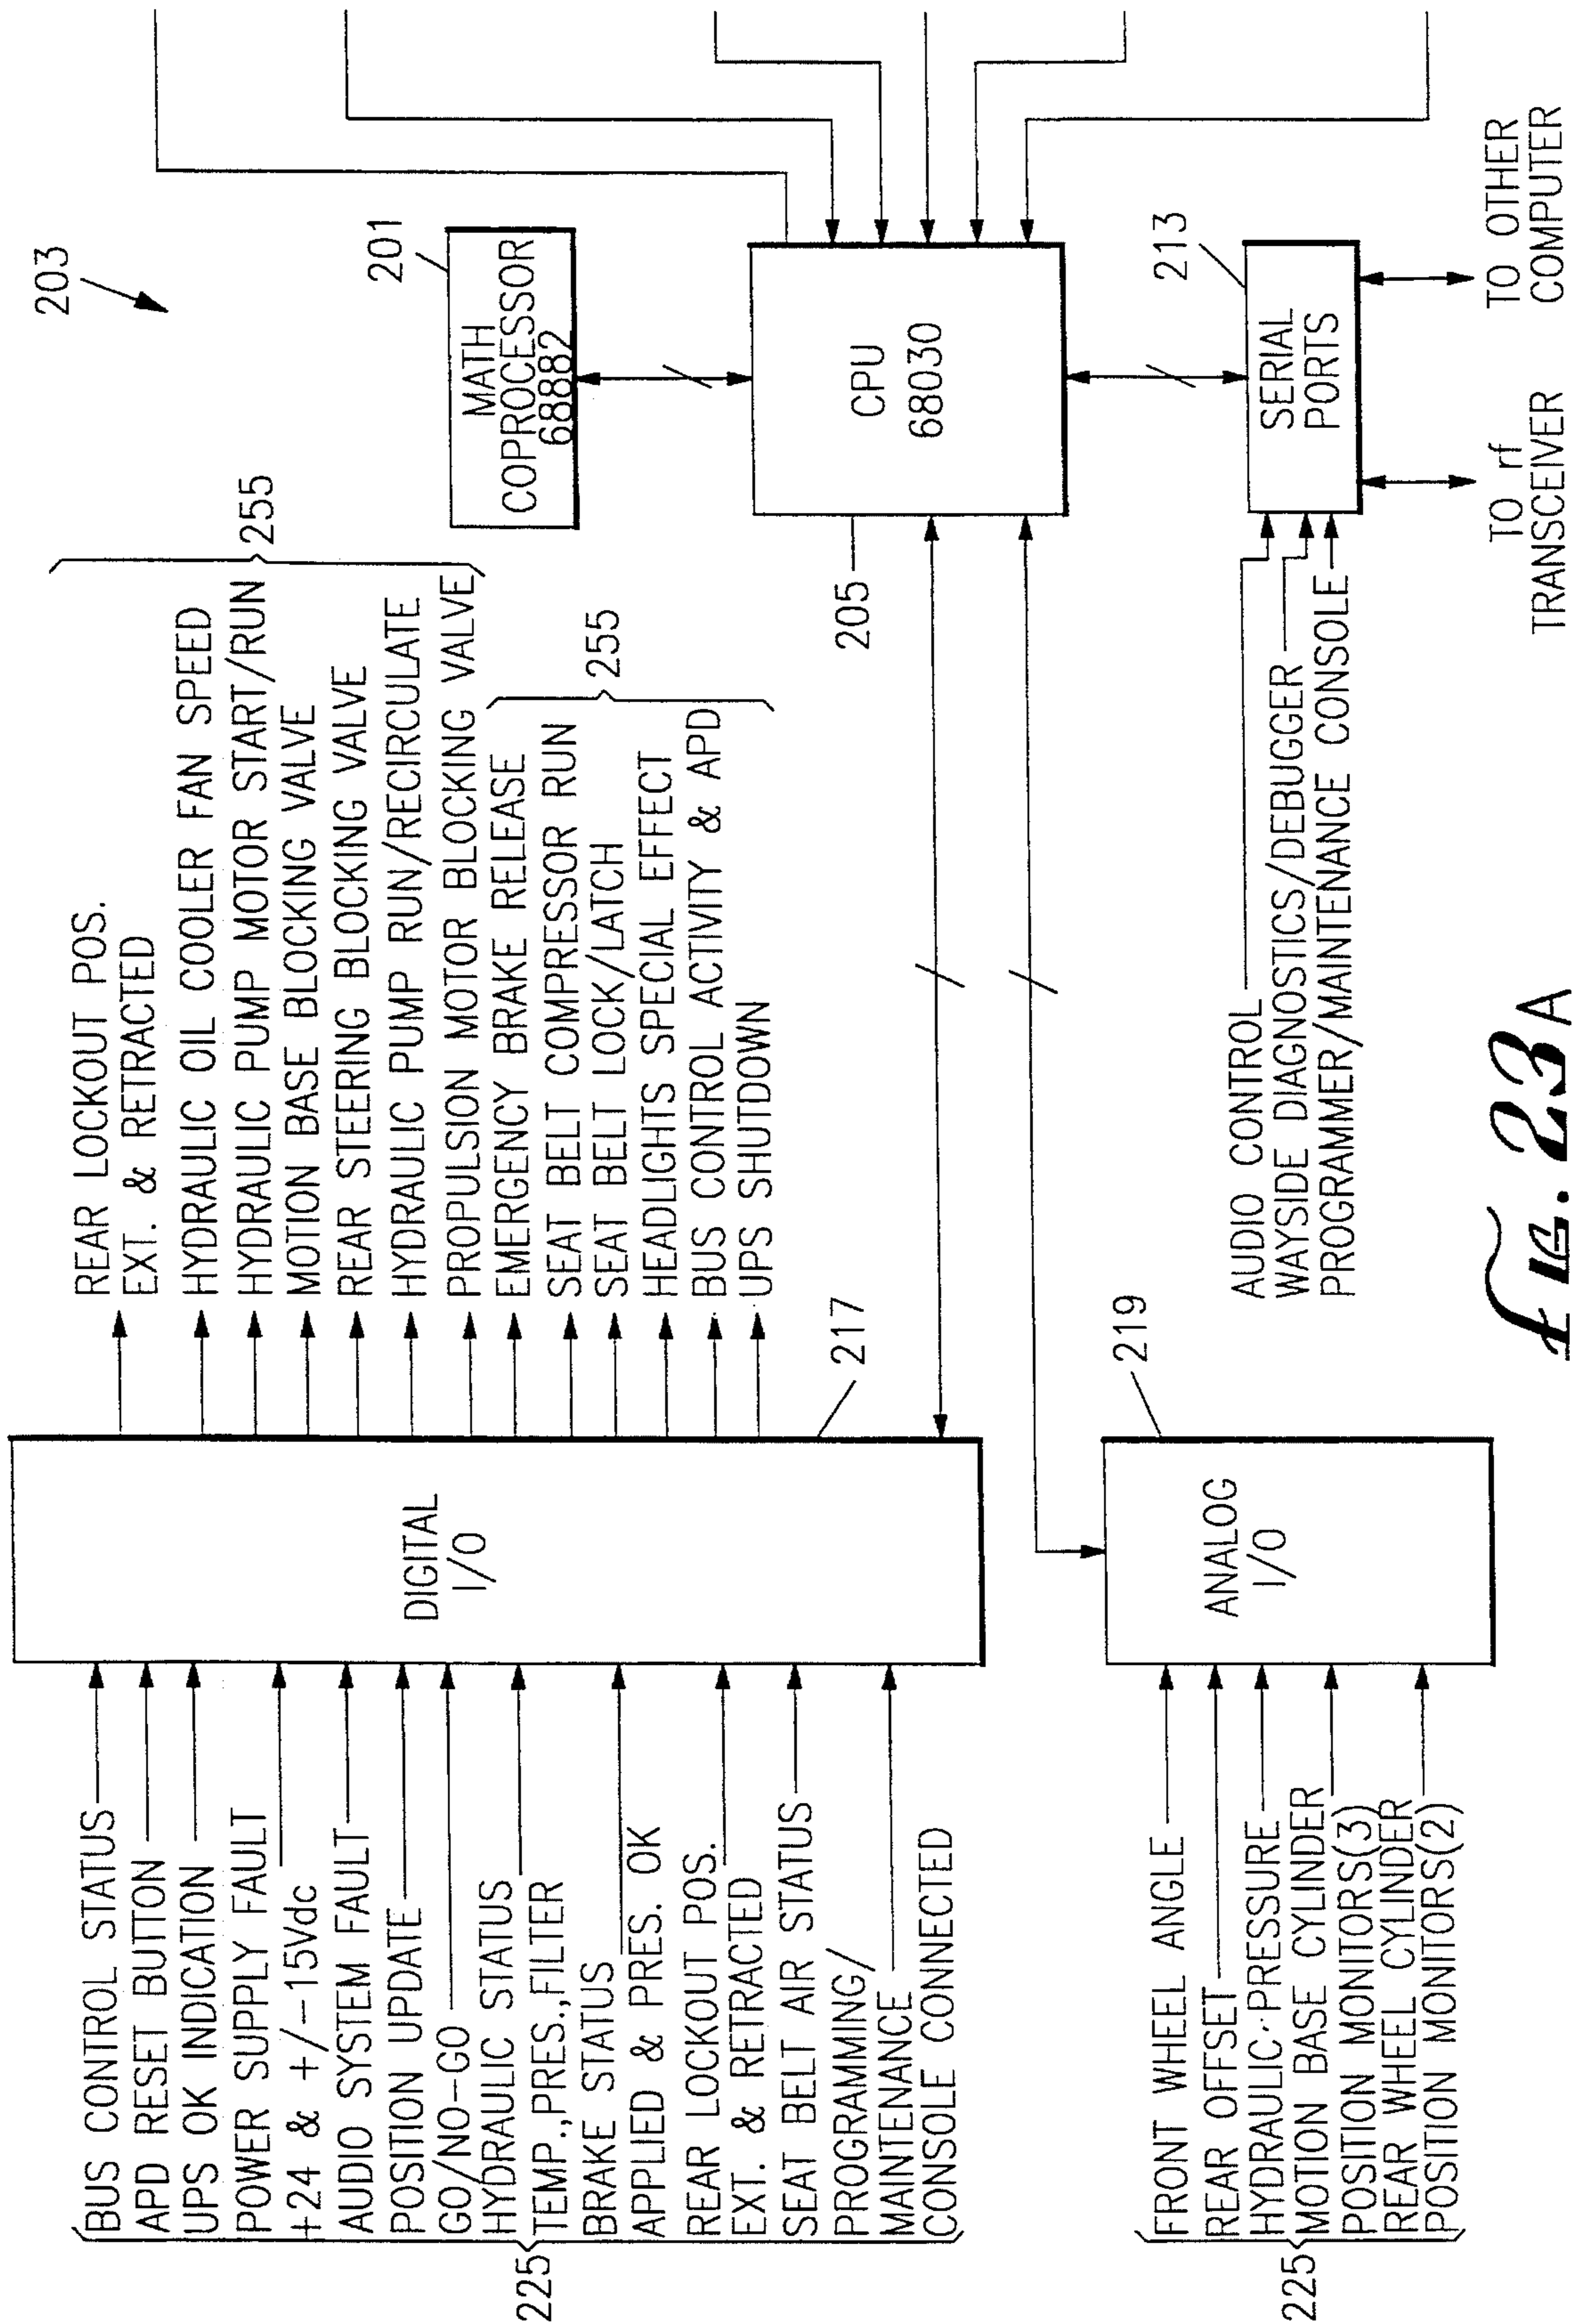 203
BUS CONTROL STATUS
APD RESET BUTTON
UPS OK INDICATION
POWER SUPPLY FAULT
+24 & +/-15Vdc
AUDIO SYSTEM FAULT
POSITION UPDATE
GO/NO-GO
HYDRAULIC STATUS
TEMP.,PRES.,FILTER
BRAKE STATUS
APPLIED & PRES. OK
REAR LOCKOUT POS.
EXT. & RETRACTED
SEAT BELT AIR STATUS
PROGRAMMING/
MAINTENANCE
CONSOLE CONNECTED
225
DIGITAL
I/O
217
REAR LOCKOUT POS.
EXT. & RETRACTED
HYDRAULIC OIL COOLER FAN SPEED
HYDRAULIC PUMP MOTOR START/RUN
MOTION BASE BLOCKING VALVE
REAR STEERING BLOCKING VALVE
HYDRAULIC PUMP RUN/RECIRCULATE
PROPULSION MOTOR BLOCKING VALVE
255
EMERGENCY BRAKE RELEASE
SEAT BELT COMPRESSOR RUN
SEAT BELT LOCK/LATCH
HEADLIGHTS SPECIAL EFFECT
BUS CONTROL ACTIVITY & APD
UPS SHUTDOWN
255
MATH
COPROCESSOR
68882
201
CPU
68030
205
FRONT WHEEL ANGLE
REAR OFFSET
HYDRAULIC PRESSURE
MOTION BASE CYLINDER
POSITION MONITORS(3)
REAR WHEEL CYLINDER
POSITION MONITORS(2)
225
ANALOG
I/O
219
AUDIO CONTROL
WAYSIDE DIAGNOSTICS/DEBUGGER
PROGRAMMER/MAINTENANCE CONSOLE
SERIAL
PORTS
213
TO rf
TRANSCEIVER
TO OTHER
COMPUTER
FIG. 23A